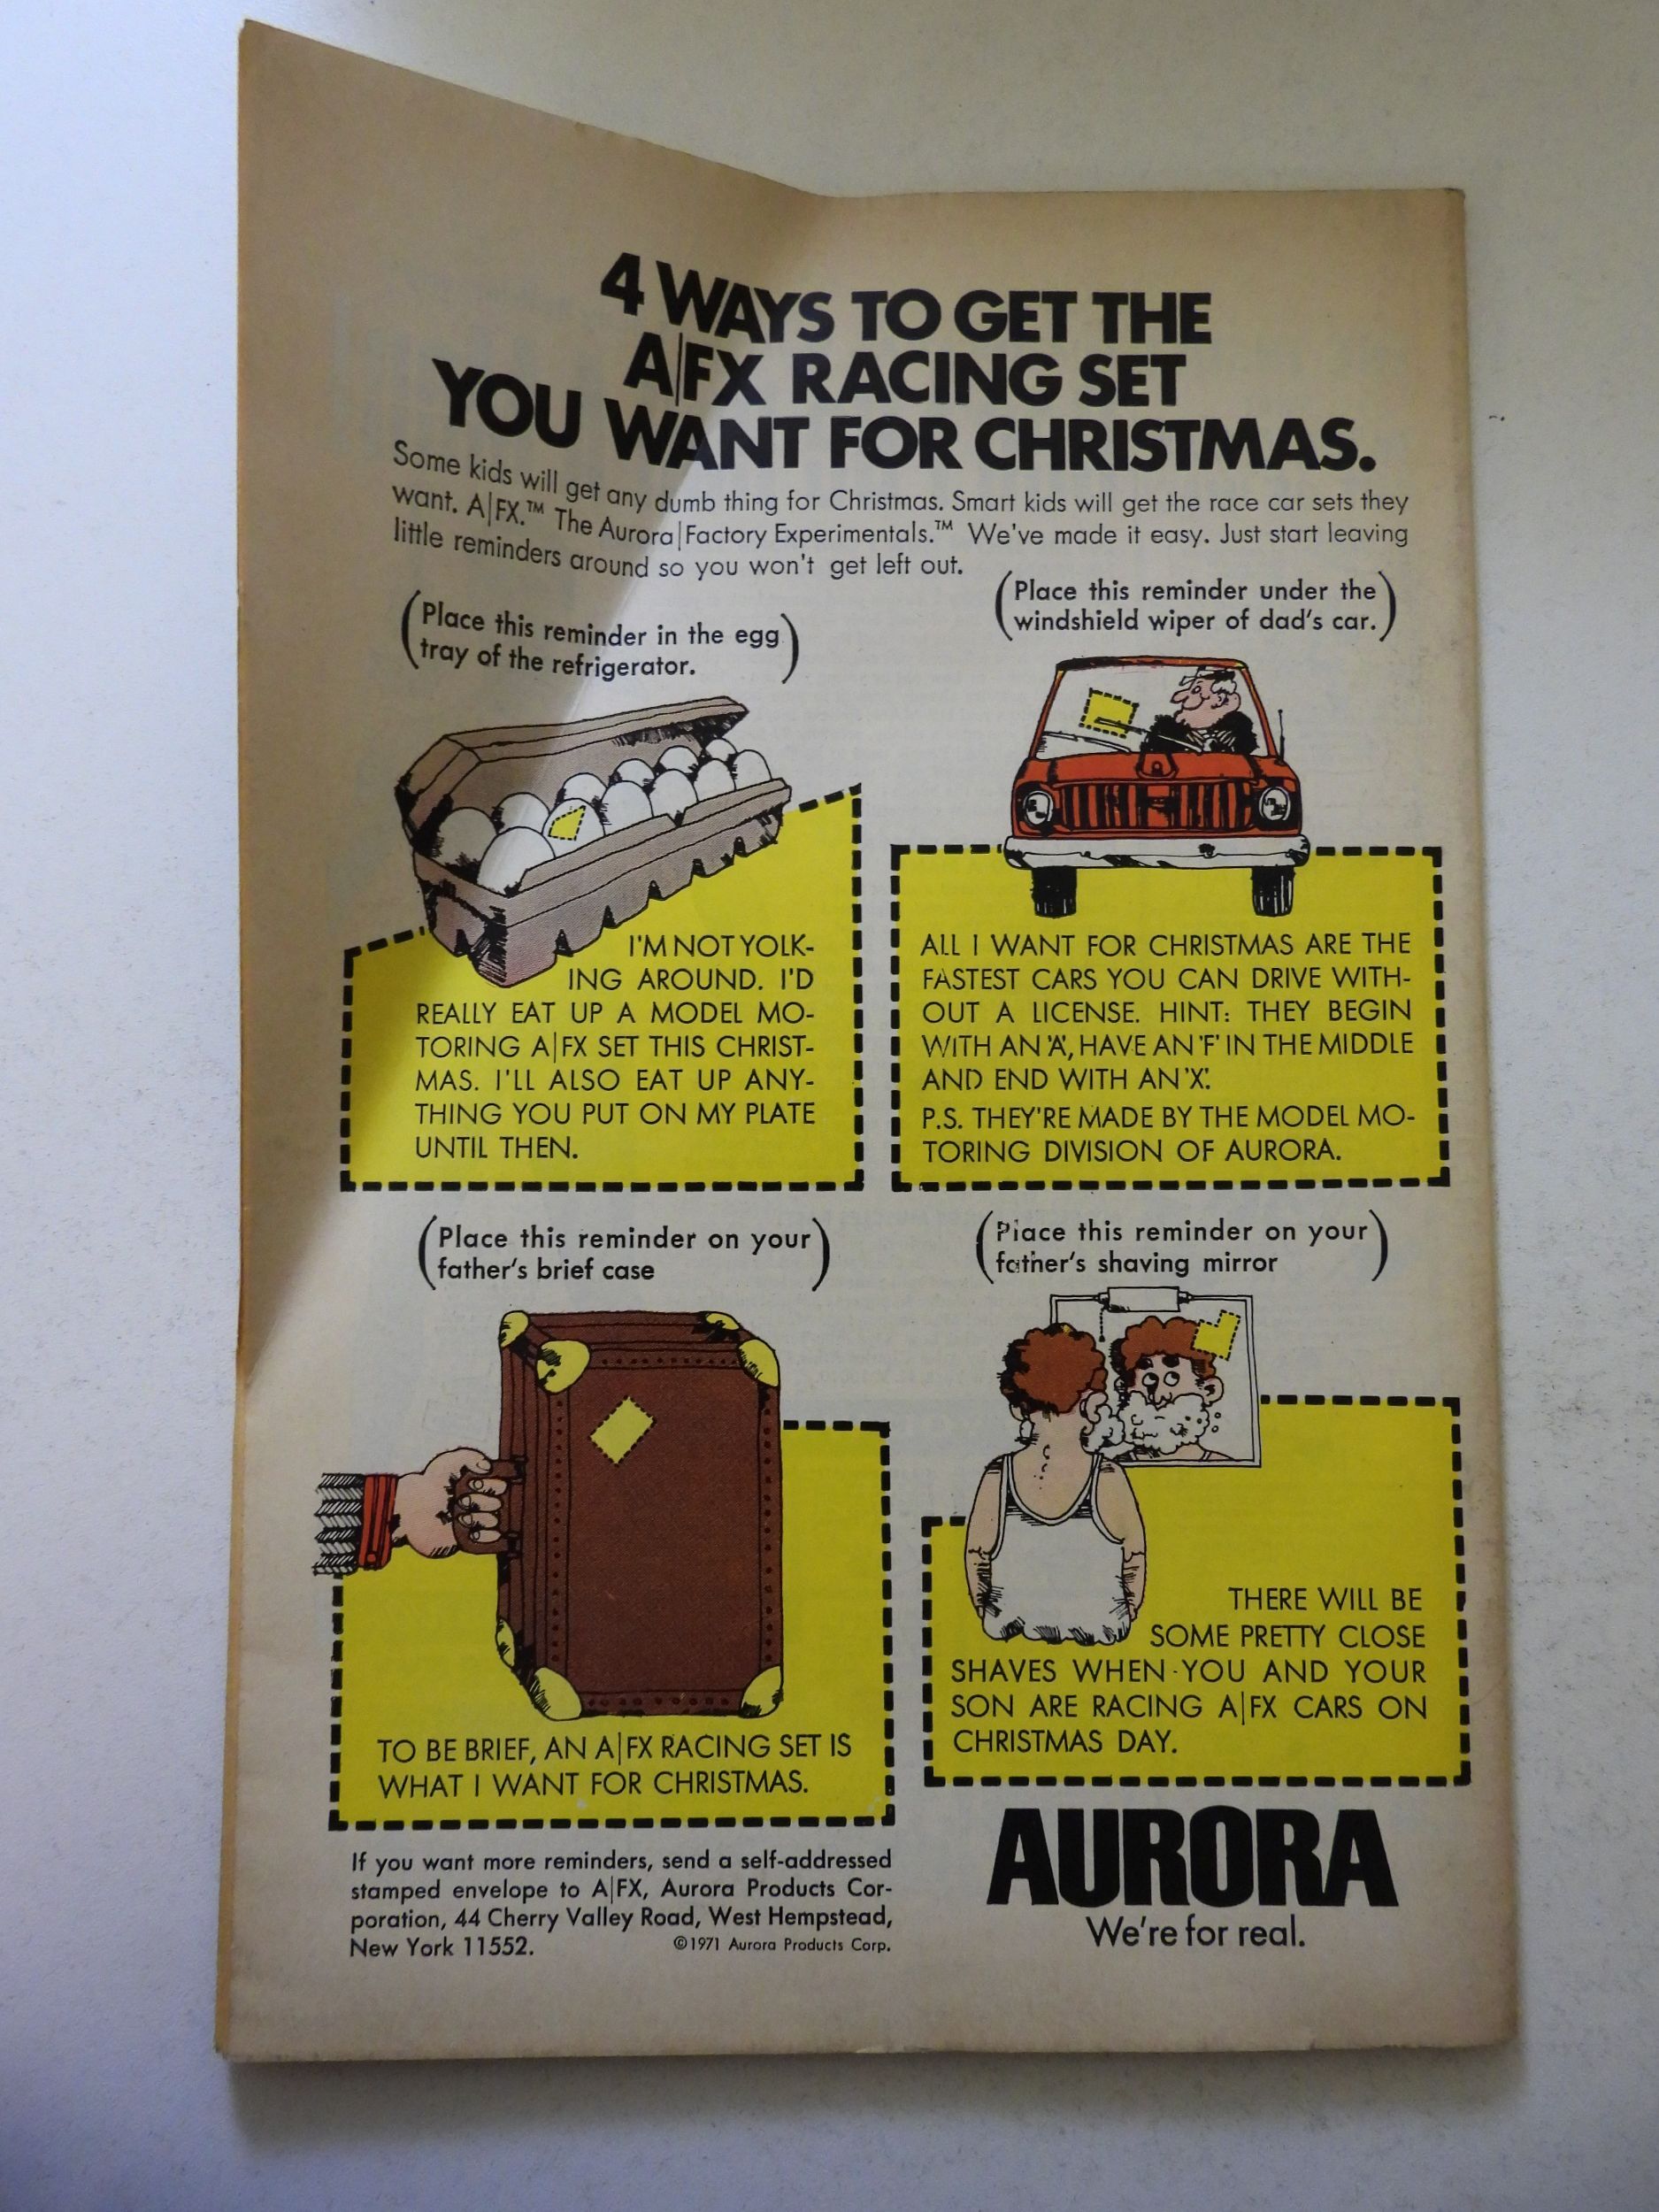 4 WAYS TO GET THE
A|FX RACING SET
YOU WANT FOR CHRISTMAS.
Some kids will get any dumb thing for Christmas. Smart kids will get the race car sets they
want. A|FX.™ The Aurora|Factory Experimentals.™ We've made it easy. Just start leaving
little reminders around so you won't get left out.
(Place this reminder in the egg
tray of the refrigerator.)
I'M NOT YOLK-
ING AROUND. I'D
REALLY EAT UP A MODEL MO-
TORING A|FX SET THIS CHRIST-
MAS. I'LL ALSO EAT UP ANY-
THING YOU PUT ON MY PLATE
UNTIL THEN.
(Place this reminder under the
windshield wiper of dad's car.)
ALL I WANT FOR CHRISTMAS ARE THE
FASTEST CARS YOU CAN DRIVE WITH-
OUT A LICENSE. HINT: THEY BEGIN
WITH AN 'A', HAVE AN 'F' IN THE MIDDLE
AND END WITH AN 'X'.
P.S. THEY'RE MADE BY THE MODEL MO-
TORING DIVISION OF AURORA.
(Place this reminder on your
father's brief case)
TO BE BRIEF, AN A|FX RACING SET IS
WHAT I WANT FOR CHRISTMAS.
(Place this reminder on your
father's shaving mirror)
THERE WILL BE
SOME PRETTY CLOSE
SHAVES WHEN YOU AND YOUR
SON ARE RACING A|FX CARS ON
CHRISTMAS DAY.
If you want more reminders, send a self-addressed
stamped envelope to A|FX, Aurora Products Cor-
poration, 44 Cherry Valley Road, West Hempstead,
New York 11552. ©1971 Aurora Products Corp.
AURORA
We're for real.